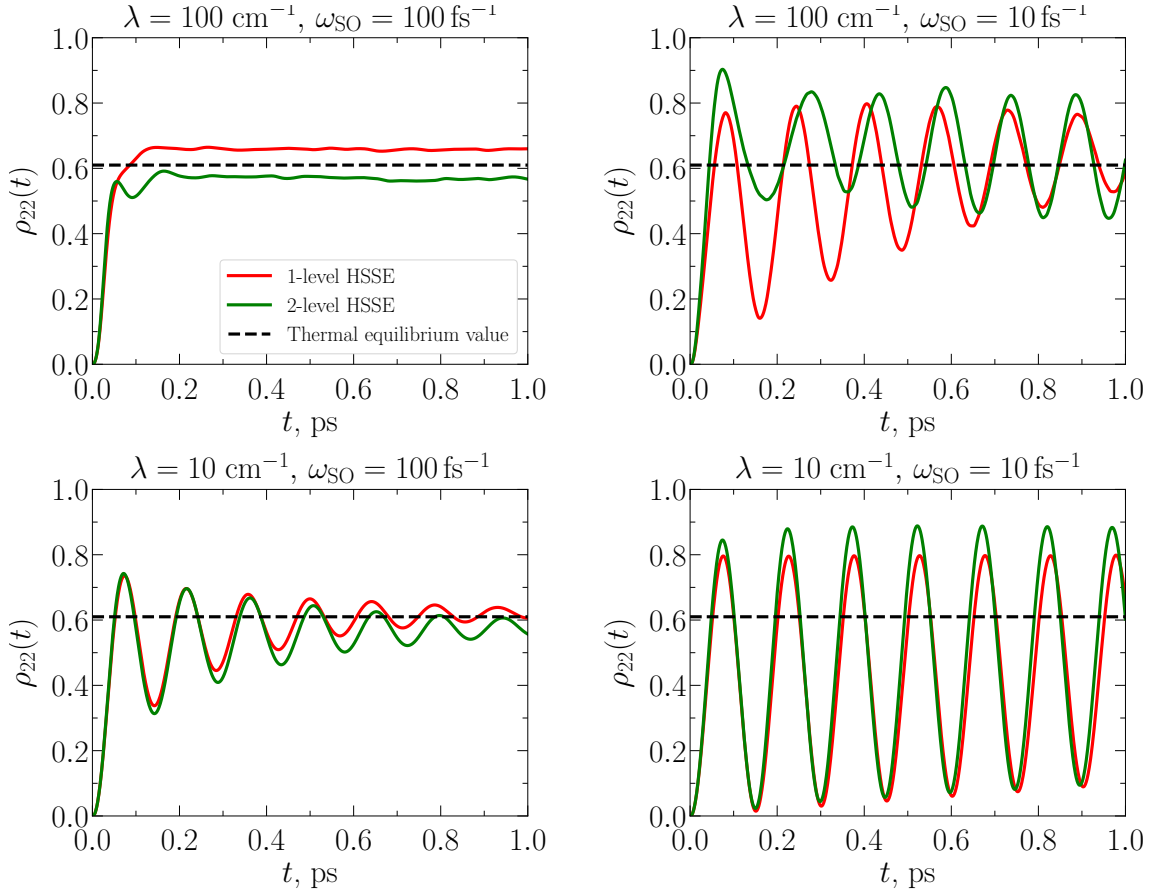 λ = 100 cm⁻¹, ω_SO = 100 fs⁻¹
1.0
0.8
0.6
0.4
0.2
0.0
ρ₂₂(t)
1-level HSSE
2-level HSSE
Thermal equilibrium value
0.0 0.2 0.4 0.6 0.8 1.0
t, ps
λ = 100 cm⁻¹, ω_SO = 10 fs⁻¹
1.0
0.8
0.6
0.4
0.2
0.0
ρ₂₂(t)
0.0 0.2 0.4 0.6 0.8 1.0
t, ps
λ = 10 cm⁻¹, ω_SO = 100 fs⁻¹
1.0
0.8
0.6
0.4
0.2
0.0
ρ₂₂(t)
0.0 0.2 0.4 0.6 0.8 1.0
t, ps
λ = 10 cm⁻¹, ω_SO = 10 fs⁻¹
1.0
0.8
0.6
0.4
0.2
0.0
ρ₂₂(t)
0.0 0.2 0.4 0.6 0.8 1.0
t, ps